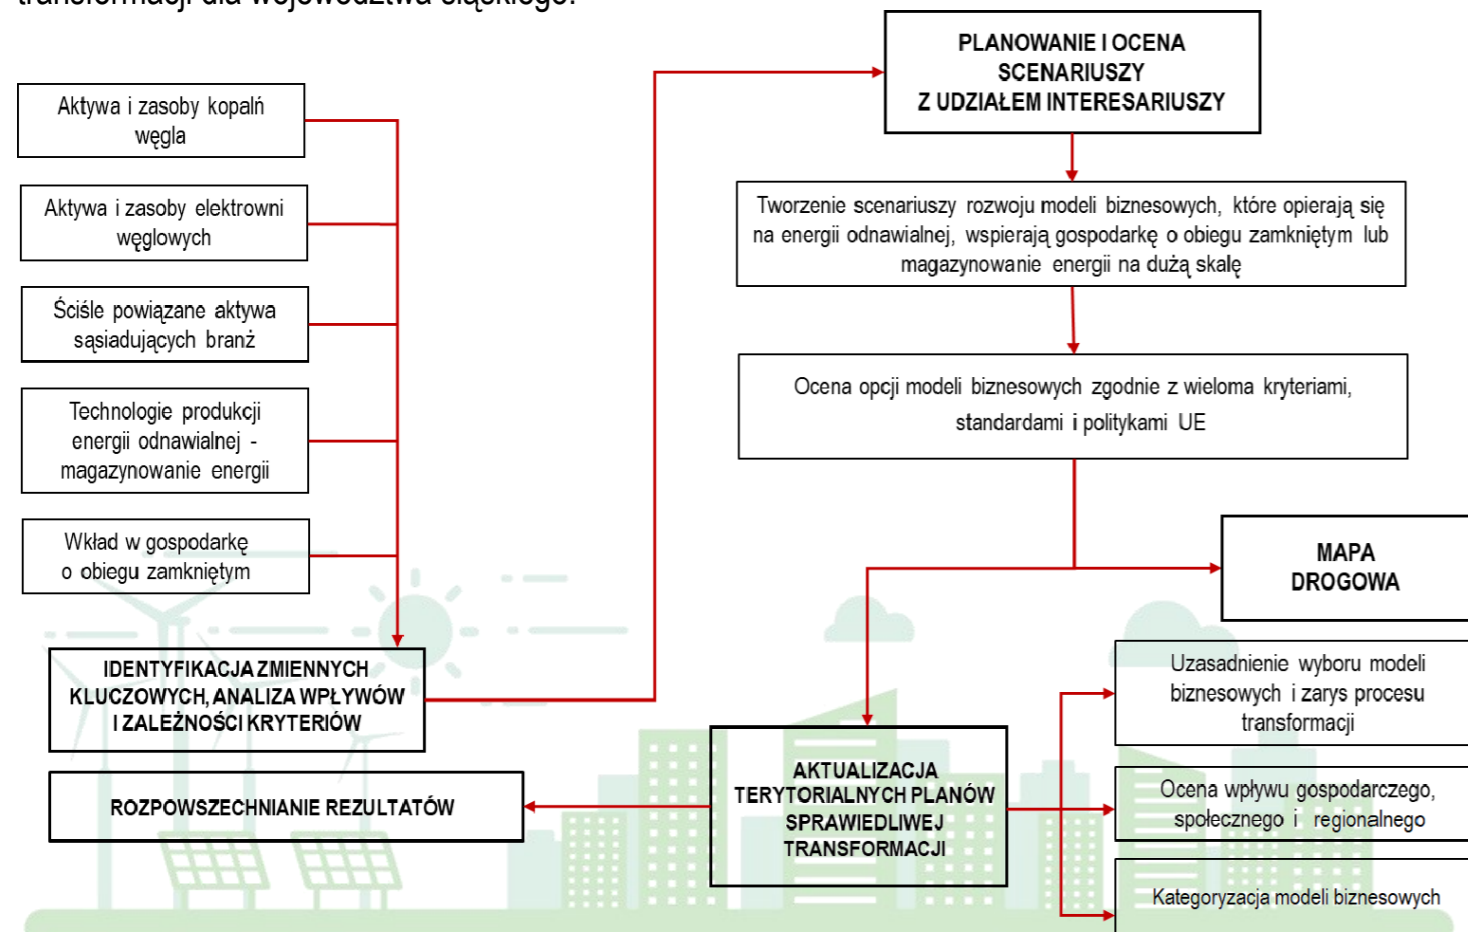 transformacji dla województwa śląskiego.
Aktywa i zasoby kopalń
węgla
Aktywa i zasoby elektrowni
węglowych
Ściśle powiązane aktywa
sąsiadujących branż
Technologie produkcji
energii odnawialnej -
magazynowanie energii
Wkład w gospodarkę
o obiegu zamkniętym
IDENTYFIKACJA ZMIENNYCH
KLUCZOWYCH, ANALIZA WPŁYWÓW
I ZALEŻNOŚCI KRYTERIÓW
PLANOWANIE I OCENA
SCENARIUSZY
Z UDZIAŁEM INTERESARIUSZY
Tworzenie scenariuszy rozwoju modeli biznesowych, które opierają się
na energii odnawialnej, wspierają gospodarkę o obiegu zamkniętym lub
magazynowanie energii na dużą skalę
Ocena opcji modeli biznesowych zgodnie z wieloma kryteriami,
standardami i politykami UE
MAPA
DROGOWA
AKTUALIZACJA
TERYTORIALNYCH PLANÓW
SPRAWIEDLIWEJ
TRANSFORMACJI
Uzasadnienie wyboru modeli
biznesowych i zarys procesu
transformacji
Ocena wpływu gospodarczego,
społecznego i regionalnego
Kategoryzacja modeli biznesowych
ROZPOWSZECHNIANIE REZULTATÓW